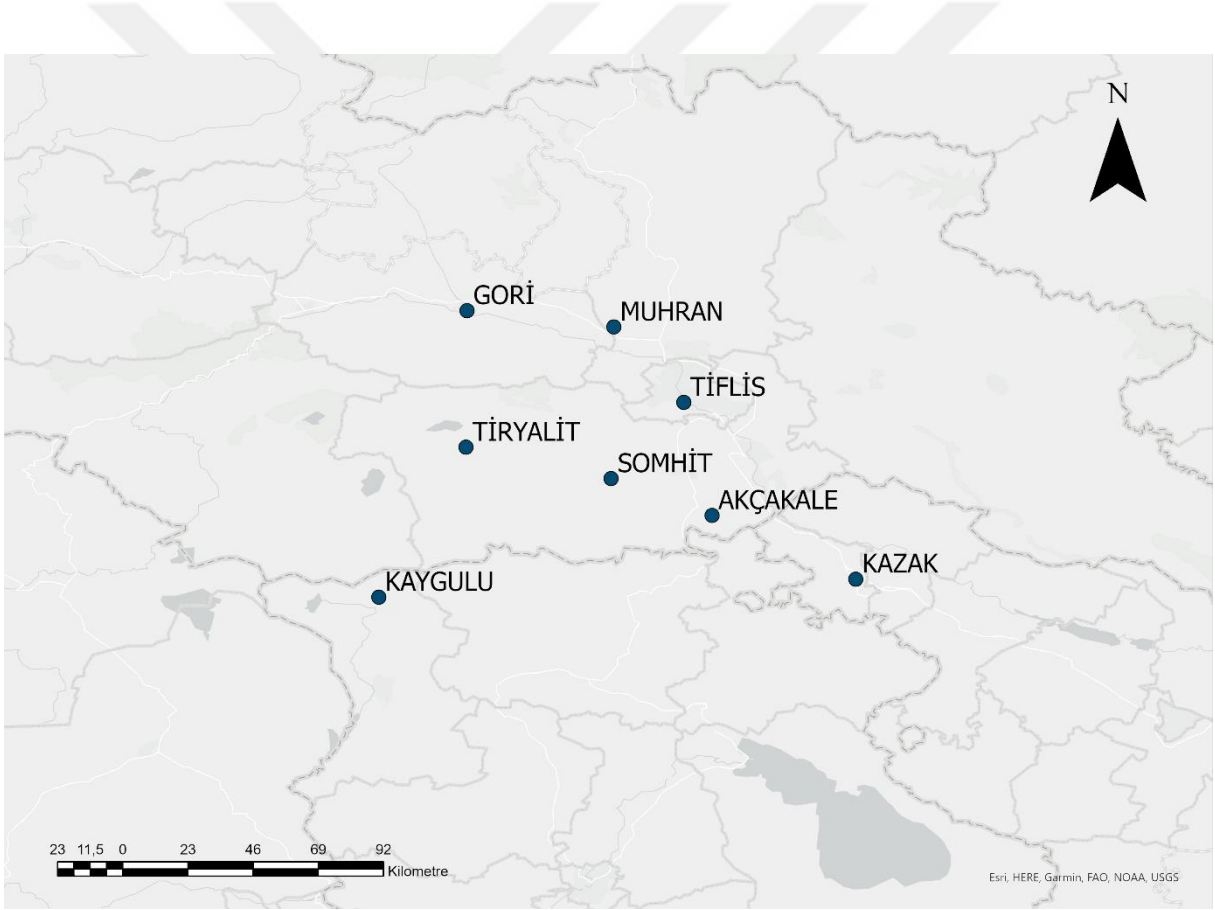 N
GORİ
MUHRAN
TİFLİS
TİRYALİT
SOMHİT
AKÇAKALE
KAZAK
KAYGULU
23 11,5 0 23 46 69 92
Kilometre
Esri, HERE, Garmin, FAO, NOAA, USGS